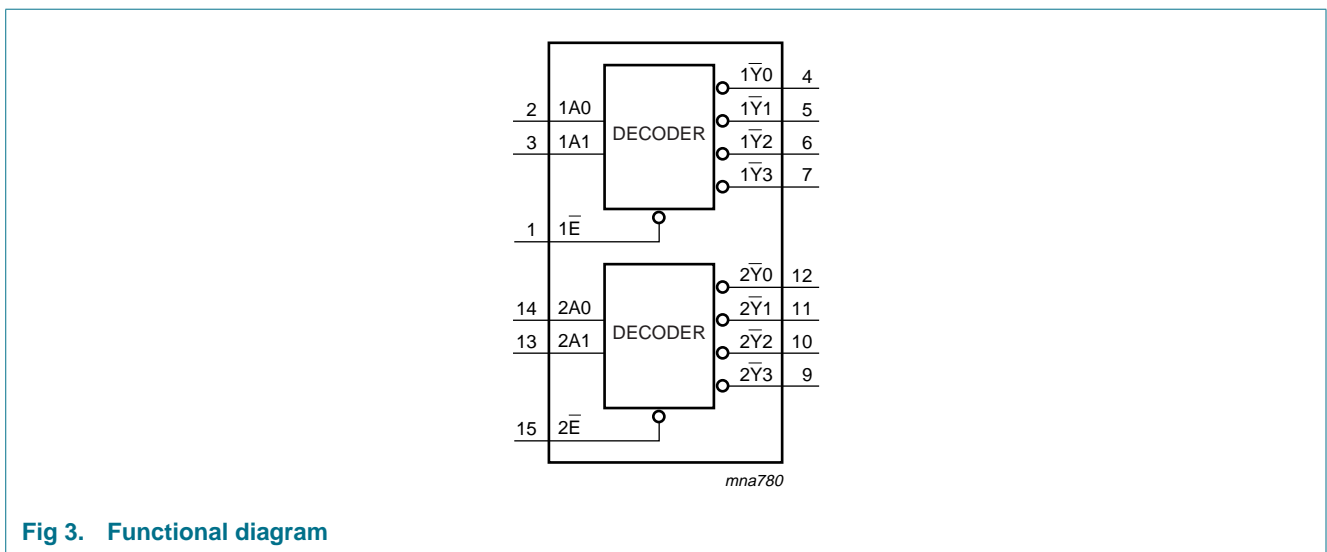 1Y̅0 4
2 1A0 1Y̅1 5
DECODER
3 1A1 1Y̅2 6
1Y̅3 7
1 1E̅
2Y̅0 12
14 2A0 2Y̅1 11
DECODER
13 2A1 2Y̅2 10
2Y̅3 9
15 2E̅
mna780
Fig 3. Functional diagram